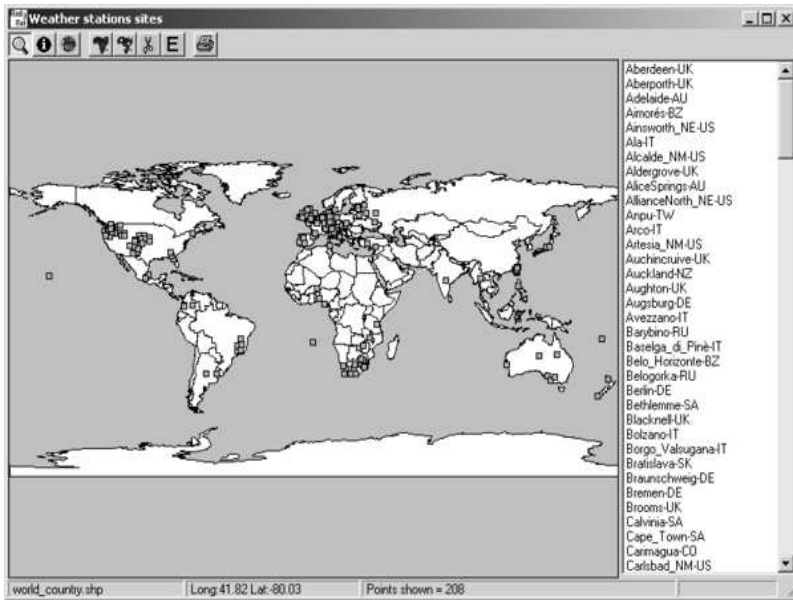 Weather stations sites
E
Aberdeen-UK
Aberporth-UK
Adelaide-AU
Aimorés-BZ
Ainsworth_NE-US
Ala-IT
Alcalde_NM-US
Aldergrove-UK
AliceSprings-AU
AllianceNorth_NE-US
Anpu-TW
Arco-IT
Artesia_NM-US
Auchincruive-UK
Auckland-NZ
Aughton-UK
Augsburg-DE
Avezzano-IT
Barybino-RU
Baselga_di_Pinè-IT
Belo_Horizonte-BZ
Belogorka-RU
Berlin-DE
Bethlemme-SA
Blacknell-UK
Bolzano-IT
Borgo_Valsugana-IT
Bratislava-SK
Braunschweig-DE
Bremen-DE
Brooms-UK
Calvinia-SA
Cape_Town-SA
Carimagua-CO
Carlsbad_NM-US
world_country.shp
Long:41.82 Lat:-80.03
Points shown = 208